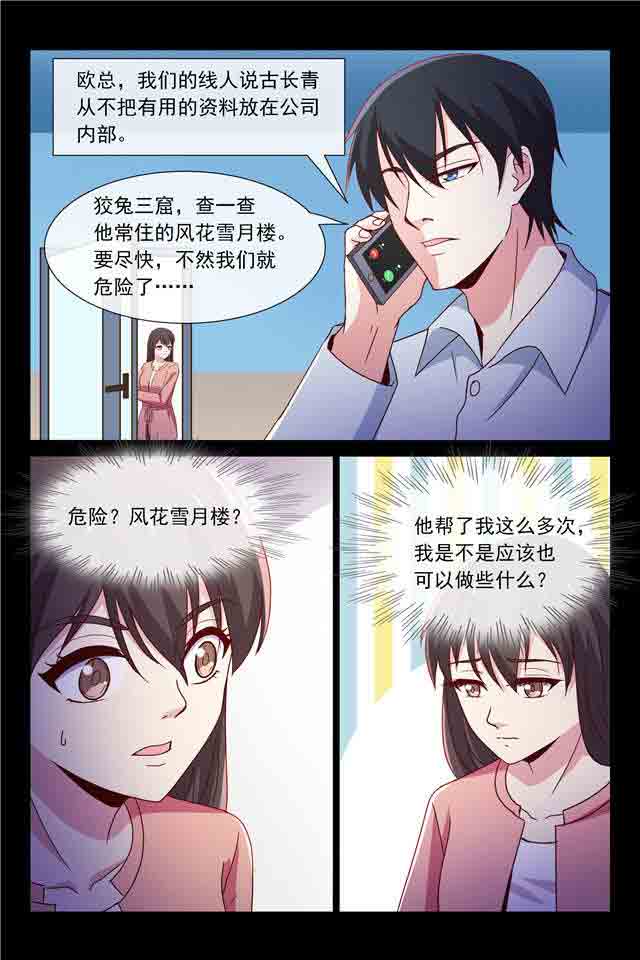 欧总，我们的线人说古长青
从不把有用的资料放在公司
内部。
狡兔三窟，查一查
他常住的风花雪月楼。
要尽快，不然我们就
危险了……
危险？风花雪月楼？
他帮了我这么多次，
我是不是应该也
可以做些什么？